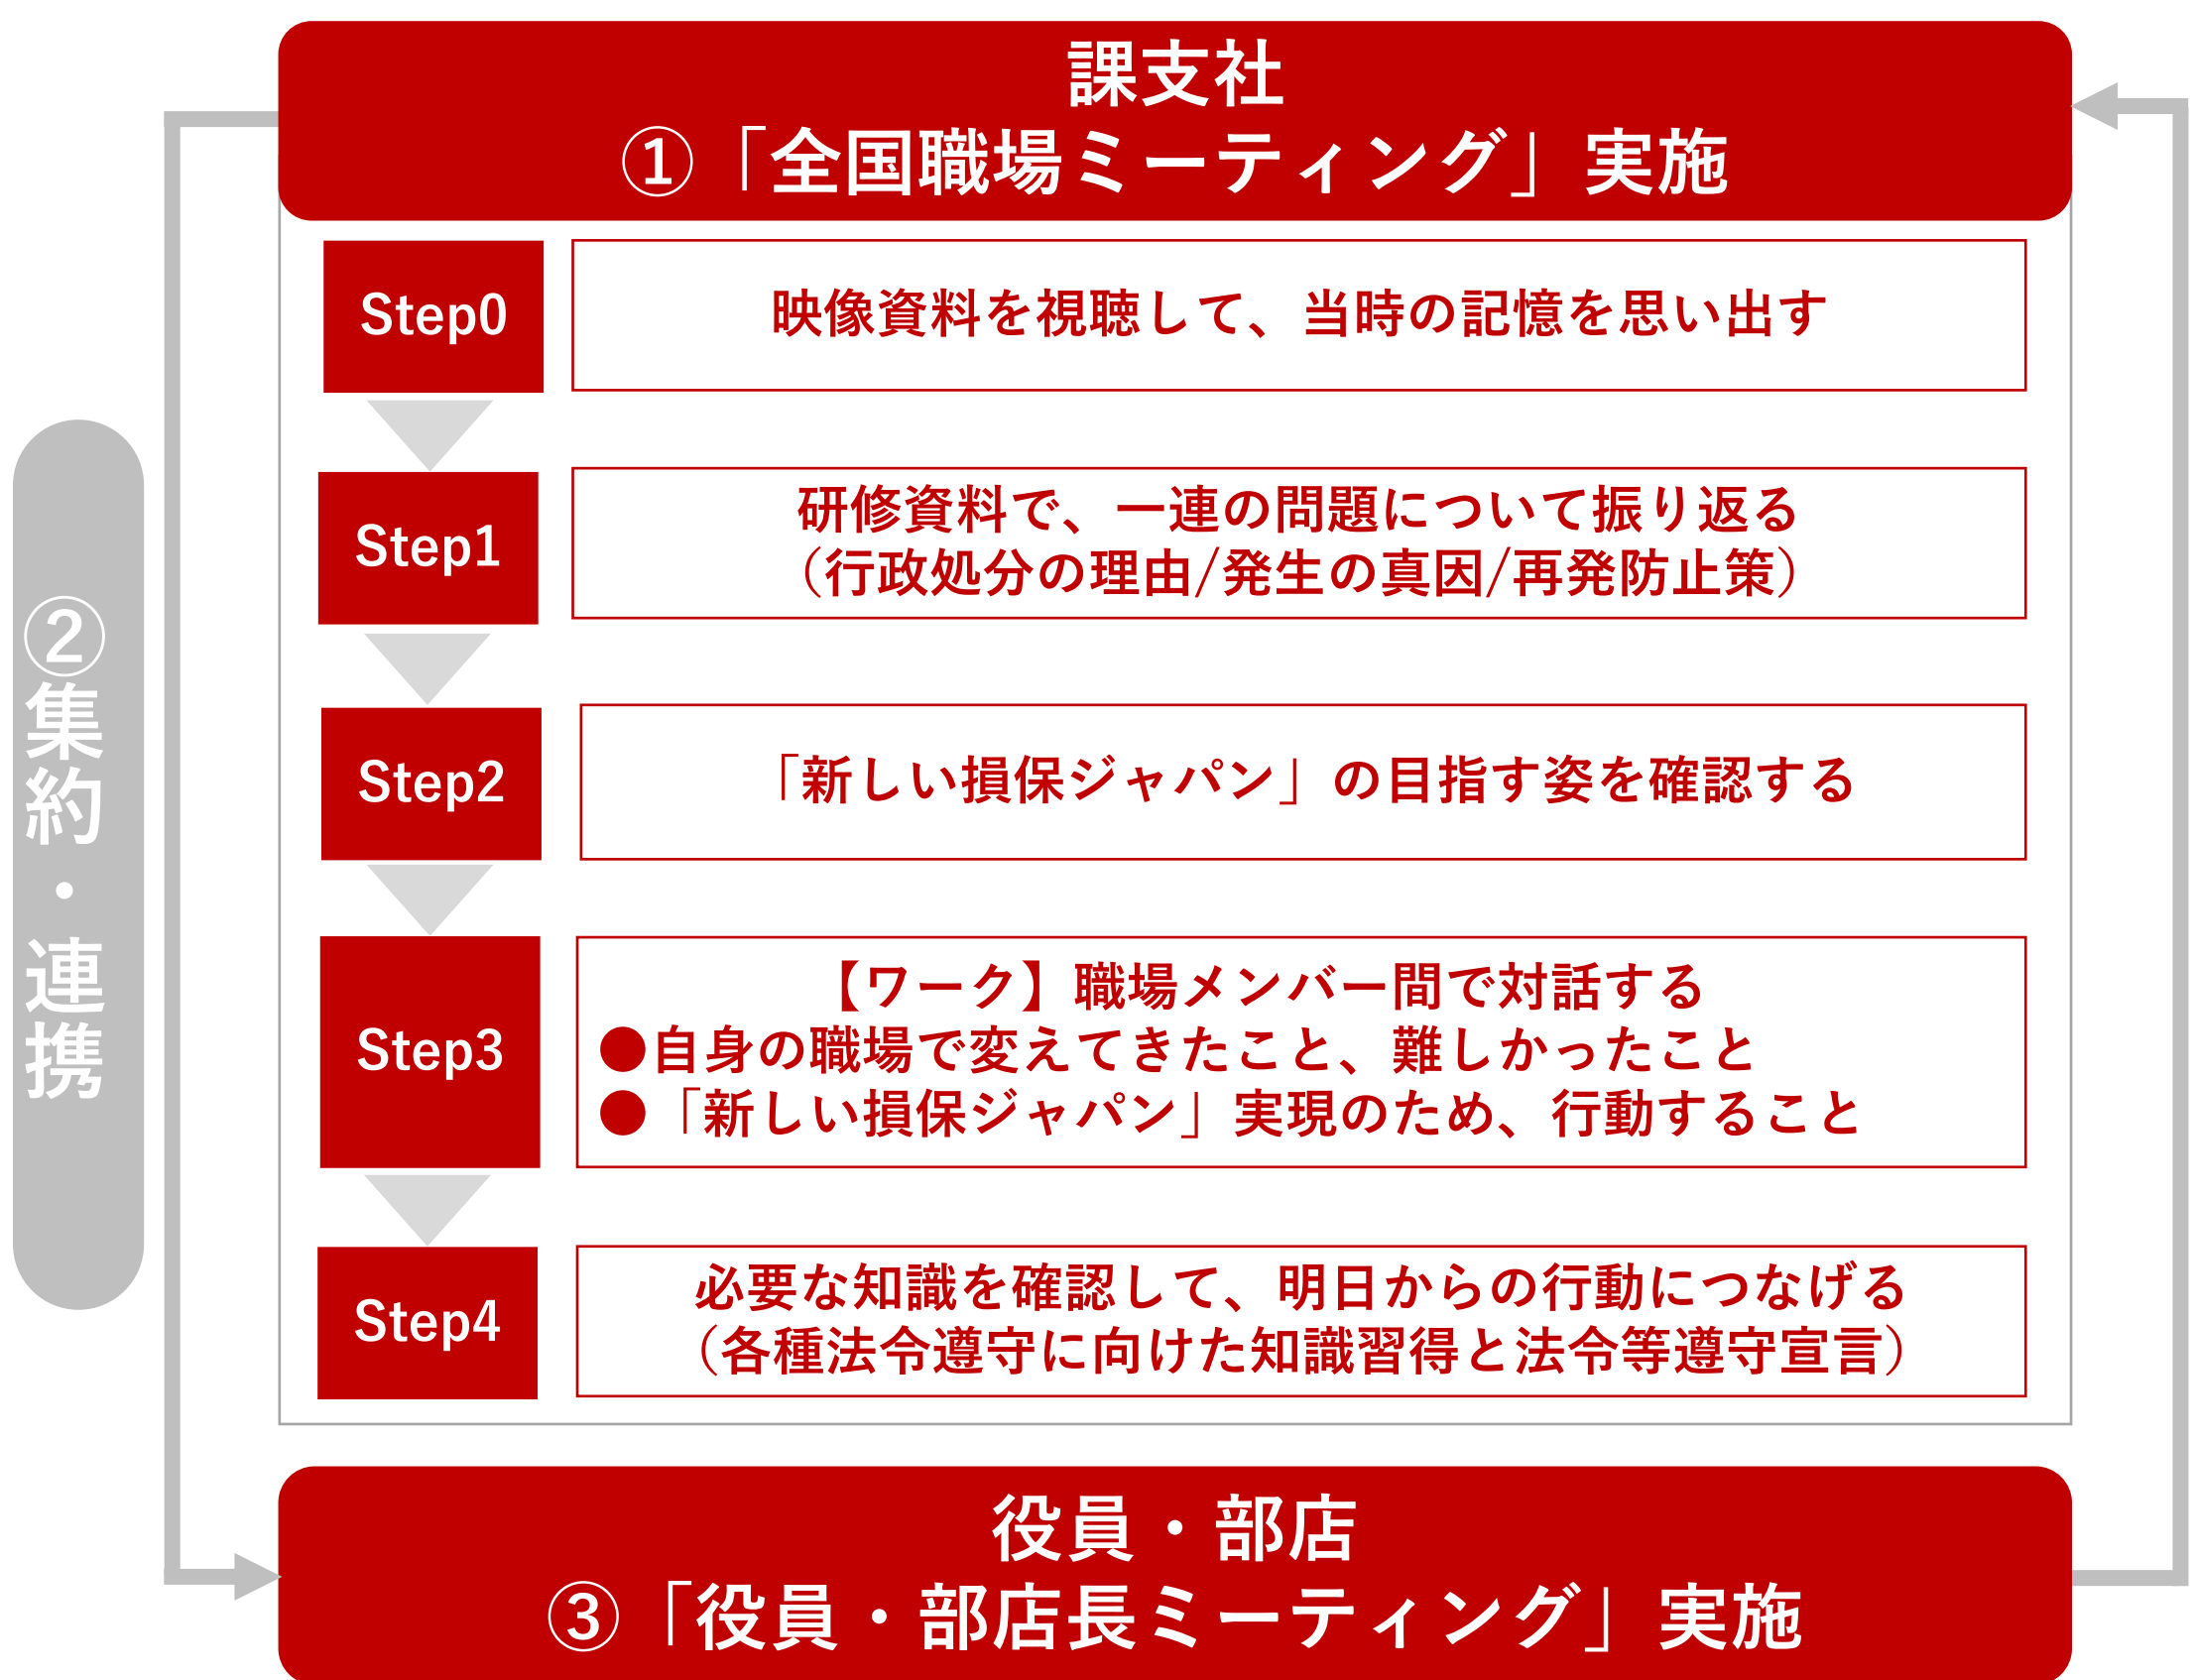 課支社
①「全国職場ミーティング」実施
Step0
映像資料を視聴して、当時の記憶を思い出す
Step1
研修資料で、一連の問題について振り返る
（行政処分の理由/発生の真因/再発防止策）
Step2
「新しい損保ジャパン」の目指す姿を確認する
Step3
【ワーク】職場メンバー間で対話する
●自身の職場で変えてきたこと、難しかったこと
●「新しい損保ジャパン」実現のため、行動すること
Step4
必要な知識を確認して、明日からの行動につなげる
（各種法令遵守に向けた知識習得と法令等遵守宣言）
②集約・連携
役員・部店
③「役員・部店長ミーティング」実施